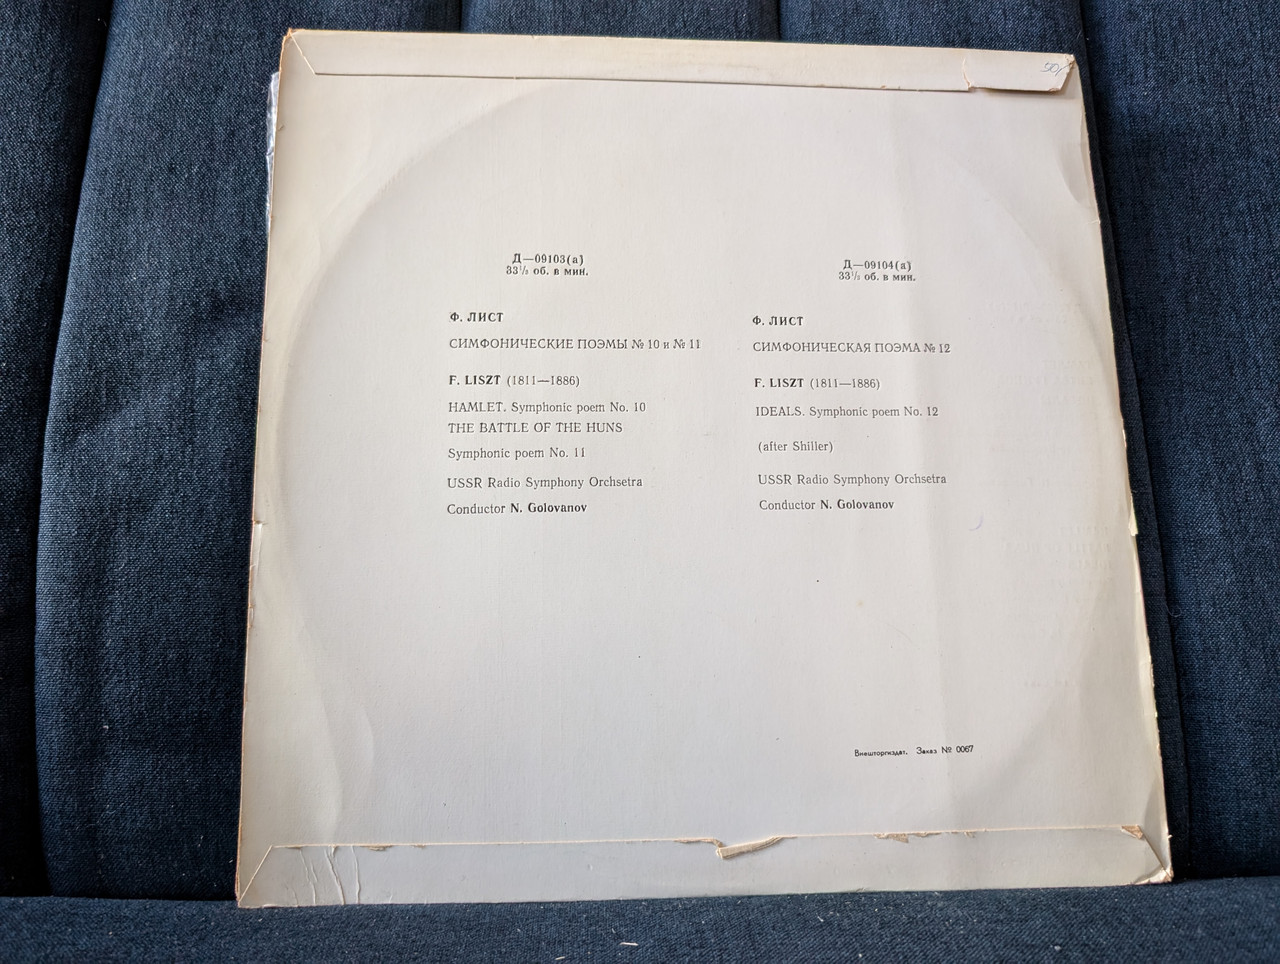 50/
Д—09103(а)
33⅓ об. в мин.
Ф. ЛИСТ
СИМФОНИЧЕСКИЕ ПОЭМЫ № 10 и № 11
F. LISZT (1811—1886)
HAMLET. Symphonic poem No. 10
THE BATTLE OF THE HUNS
Symphonic poem No. 11
USSR Radio Symphony Orchsetra
Conductor N. Golovanov
Д—09104(а)
33⅓ об. в мин.
Ф. ЛИСТ
СИМФОНИЧЕСКАЯ ПОЭМА № 12
F. LISZT (1811—1886)
IDEALS. Symphonic poem No. 12
(after Shiller)
USSR Radio Symphony Orchsetra
Conductor N. Golovanov
Внешторгиздат. Заказ № 0067